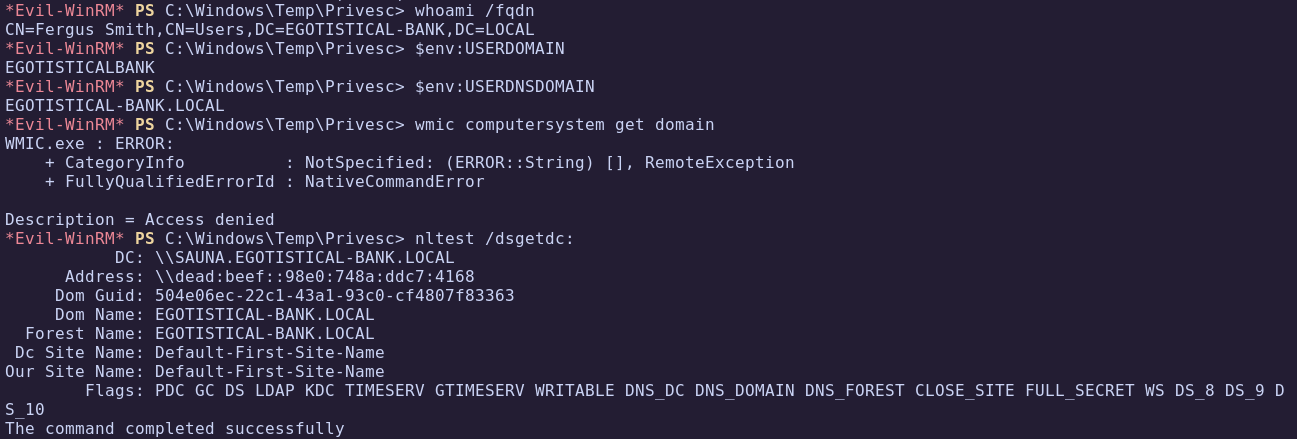 *Evil-WinRM* PS C:\Windows\Temp\Privesc> whoami /fqdn
CN=Fergus Smith,CN=Users,DC=EGOTISTICAL-BANK,DC=LOCAL
*Evil-WinRM* PS C:\Windows\Temp\Privesc> $env:USERDOMAIN
EGOTISTICALBANK
*Evil-WinRM* PS C:\Windows\Temp\Privesc> $env:USERDNSDOMAIN
EGOTISTICAL-BANK.LOCAL
*Evil-WinRM* PS C:\Windows\Temp\Privesc> wmic computersystem get domain
WMIC.exe : ERROR:
    + CategoryInfo          : NotSpecified: (ERROR::String) [], RemoteException
    + FullyQualifiedErrorId : NativeCommandError

Description = Access denied
*Evil-WinRM* PS C:\Windows\Temp\Privesc> nltest /dsgetdc:
           DC: \\SAUNA.EGOTISTICAL-BANK.LOCAL
      Address: \\dead:beef::98e0:748a:ddc7:4168
     Dom Guid: 504e06ec-22c1-43a1-93c0-cf4807f83363
     Dom Name: EGOTISTICAL-BANK.LOCAL
  Forest Name: EGOTISTICAL-BANK.LOCAL
 Dc Site Name: Default-First-Site-Name
Our Site Name: Default-First-Site-Name
        Flags: PDC GC DS LDAP KDC TIMESERV GTIMESERV WRITABLE DNS_DC DNS_DOMAIN DNS_FOREST CLOSE_SITE FULL_SECRET WS DS_8 DS_9 D
S_10
The command completed successfully